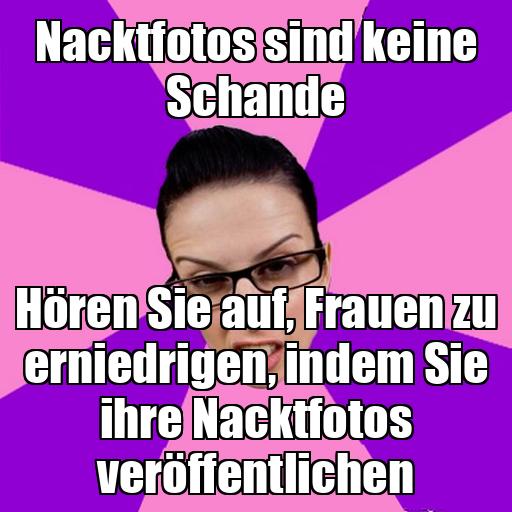 Nacktfotos sind keine
Schande
Hören Sie auf, Frauen zu
erniedrigen, indem Sie
ihre Nacktfotos
veröffentlichen